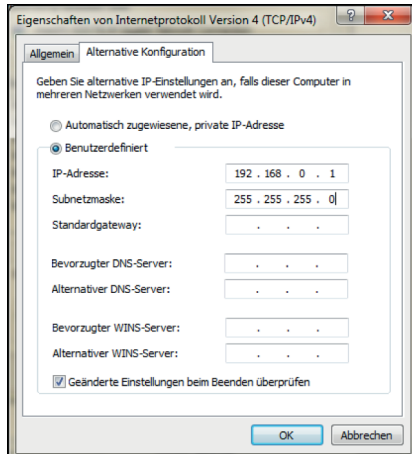 Eigenschaften von Internetprotokoll Version 4 (TCP/IPv4)
Allgemein Alternative Konfiguration
Geben Sie alternative IP-Einstellungen an, falls dieser Computer in
mehreren Netzwerken verwendet wird.
Automatisch zugewiesene, private IP-Adresse
Benutzerdefiniert
IP-Adresse: 192 . 168 . 0 . 1
Subnetzmaske: 255 . 255 . 255 . 0
Standardgateway: . . .
Bevorzugter DNS-Server: . . .
Alternativer DNS-Server: . . .
Bevorzugter WINS-Server: . . .
Alternativer WINS-Server: . . .
Geänderte Einstellungen beim Beenden überprüfen
OK Abbrechen